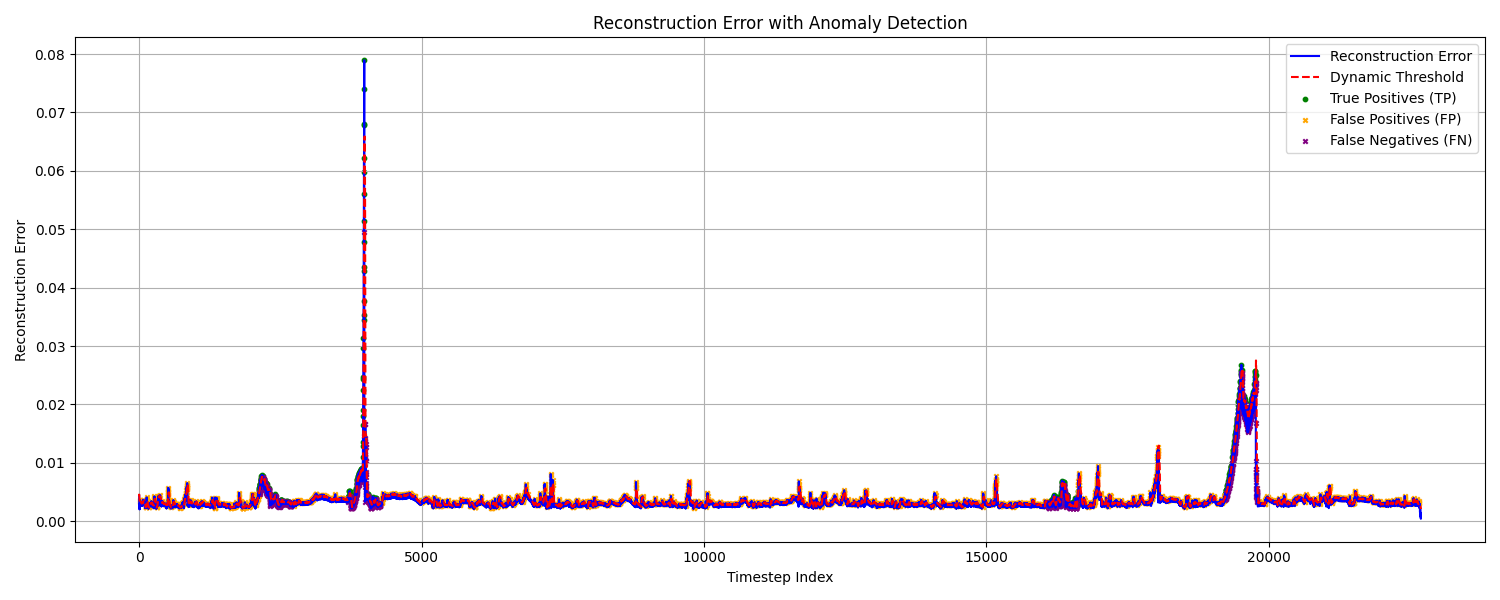 Reconstruction Error with Anomaly Detection
Reconstruction Error
Dynamic Threshold
True Positives (TP)
False Positives (FP)
False Negatives (FN)
Reconstruction Error
0.08
0.07
0.06
0.05
0.04
0.03
0.02
0.01
0.00
0 5000 10000 15000 20000
Timestep Index